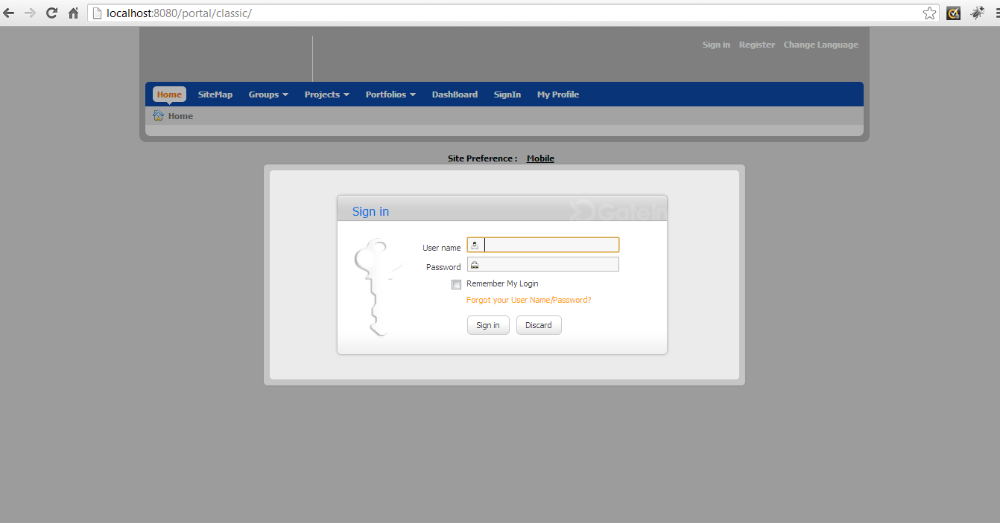 localhost:8080/portal/classic/
Sign in Register Change Language
Home SiteMap Groups Projects Portfolios DashBoard SignIn My Profile
Home
Site Preference : Mobile
Sign in
GateIn
User name
Password
Remember My Login
Forgot your User Name/Password?
Sign in Discard